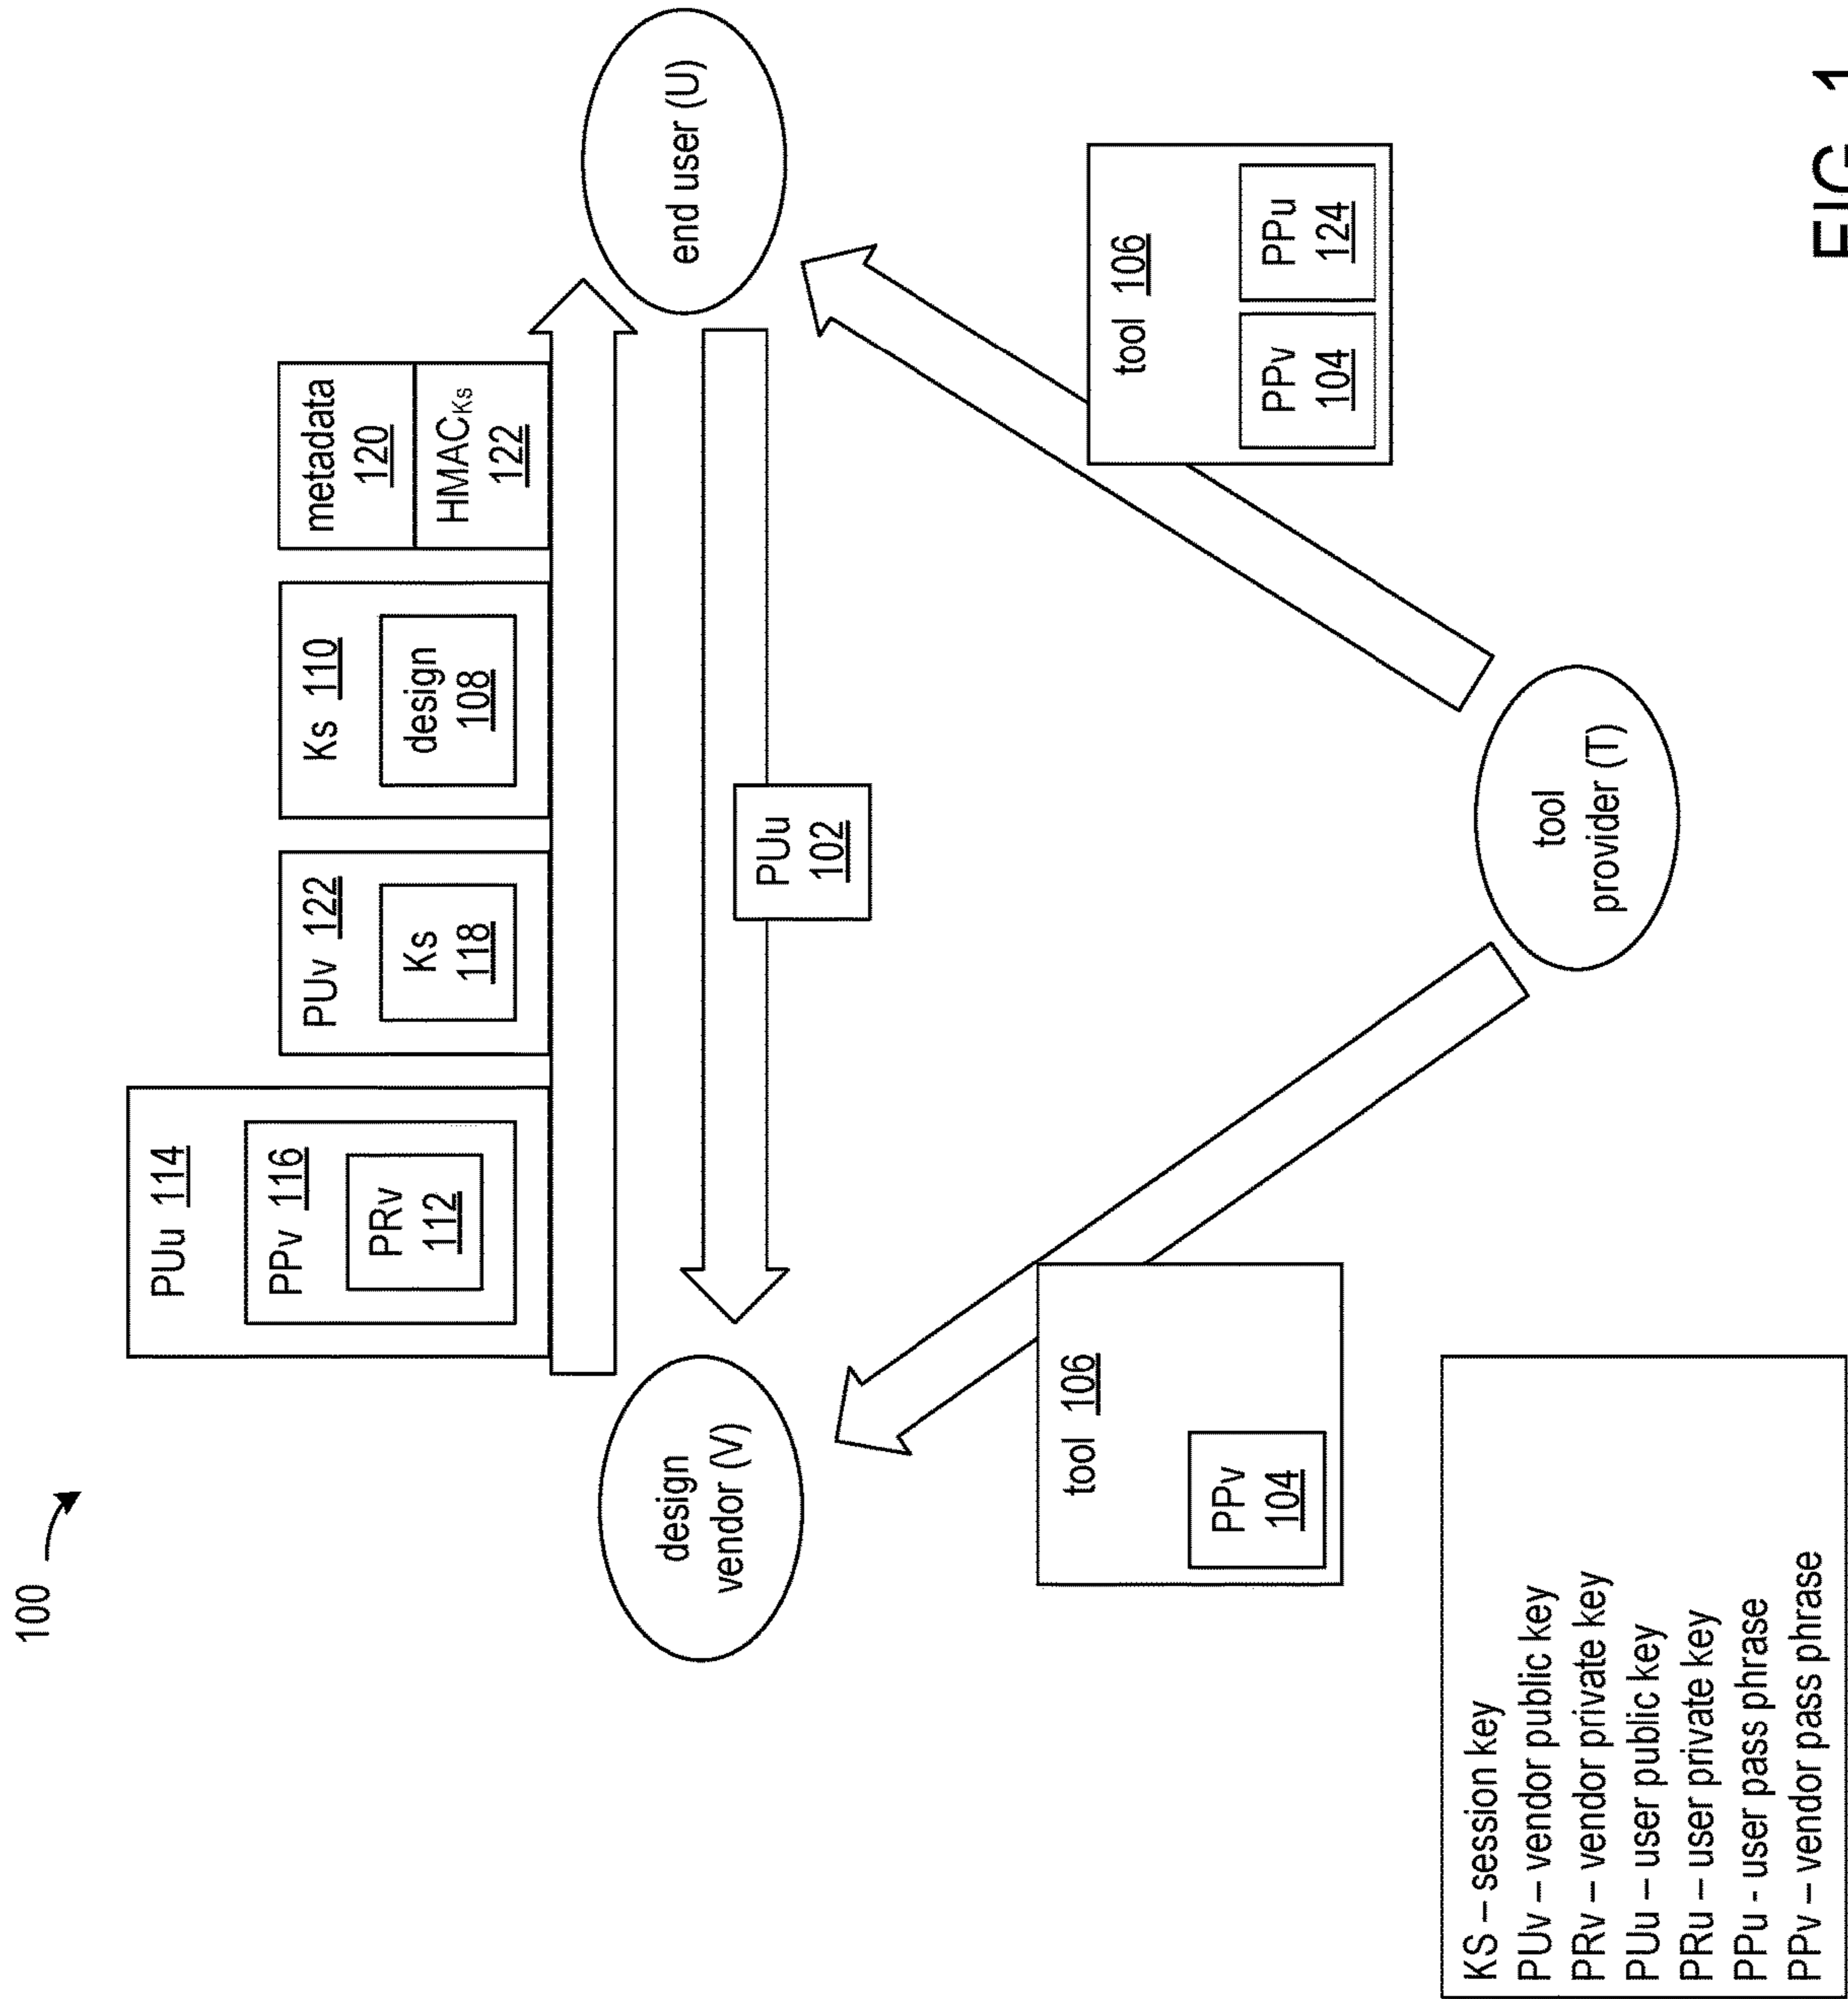 100
PUu 114
PPv 116
PRv
112
PUv 122
Ks
118
Ks 110
design
108
metadata
120
HMACKs
122
design
vendor (V)
end user (U)
PUu
102
tool 106
PPv
104
tool 106
PPv
104
PPu
124
tool
provider (T)
KS – session key
PUv – vendor public key
PRv – vendor private key
PUu – user public key
PRu – user private key
PPu - user pass phrase
PPv – vendor pass phrase
FIG. 1